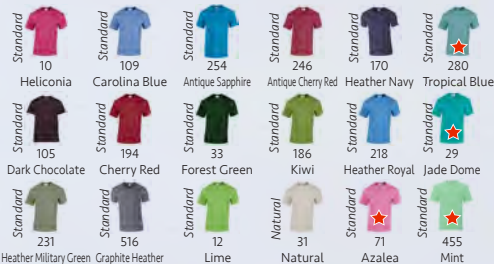 Standard Standard Standard Standard Standard Standard
10 109 254 246 170 280
Heliconia Carolina Blue Antique Sapphire Antique Cherry Red Heather Navy Tropical Blue
Standard Standard Standard Standard Standard Standard
105 194 33 186 218 29
Dark Chocolate Cherry Red Forest Green Kiwi Heather Royal Jade Dome
Standard Standard Standard Natural Standard Standard
231 516 12 31 71 455
Heather Military Green Graphite Heather Lime Natural Azalea Mint